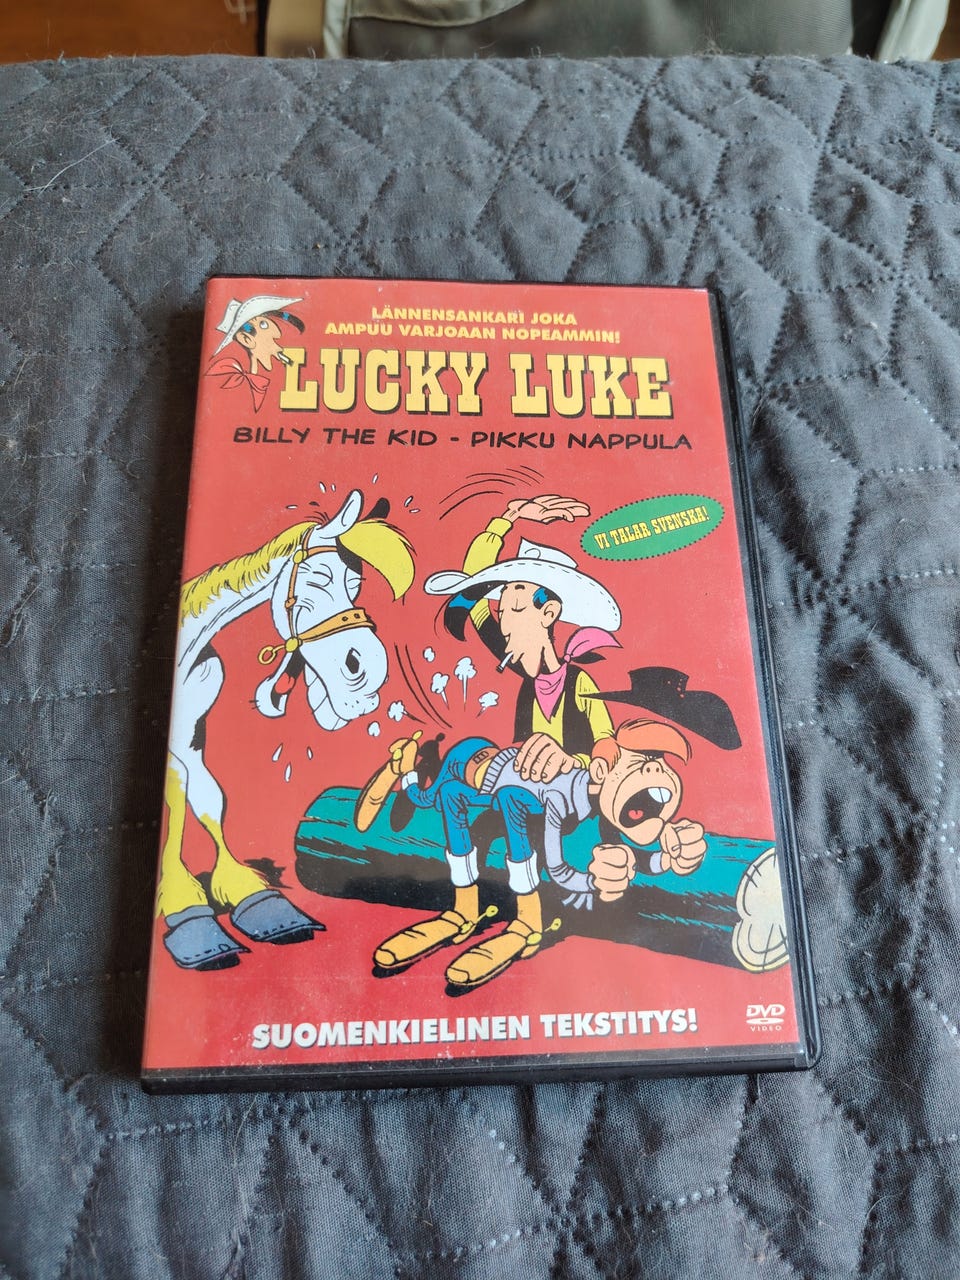 LÄNNENSANKARI JOKA
AMPUU VARJOAAN NOPEAMMIN!
LUCKY LUKE
BILLY THE KID - PIKKU NAPPULA
VI TALAR SVENSKA!
SUOMENKIELINEN TEKSTITYS!
DVD
VIDEO